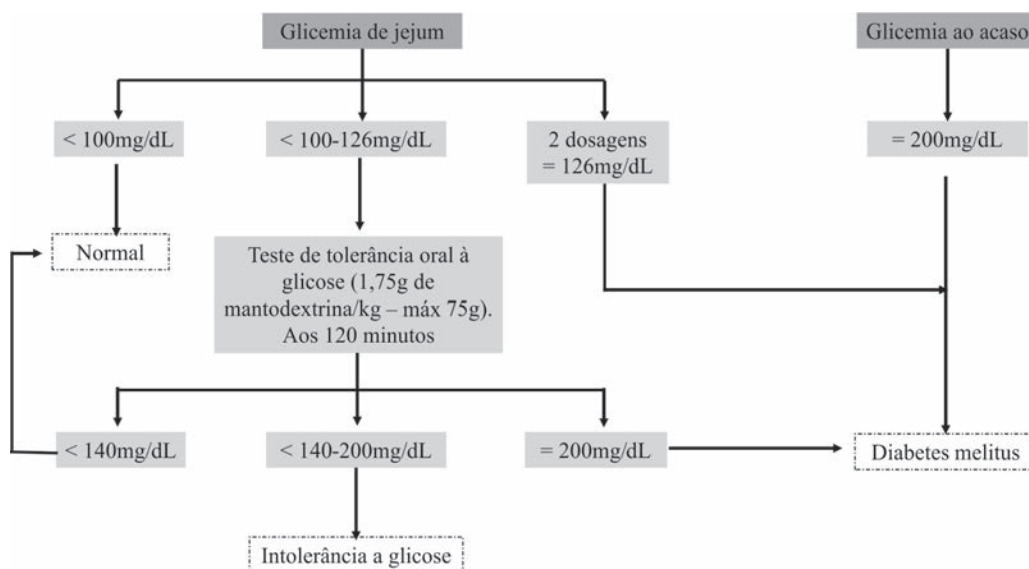 Glicemia de jejum
Glicemia ao acaso
< 100mg/dL
< 100-126mg/dL
2 dosagens
= 126mg/dL
= 200mg/dL
Normal
Teste de tolerância oral à
glicose (1,75g de
mantodextrina/kg – máx 75g).
Aos 120 minutos
< 140mg/dL
< 140-200mg/dL
= 200mg/dL
Diabetes melitus
Intolerância a glicose